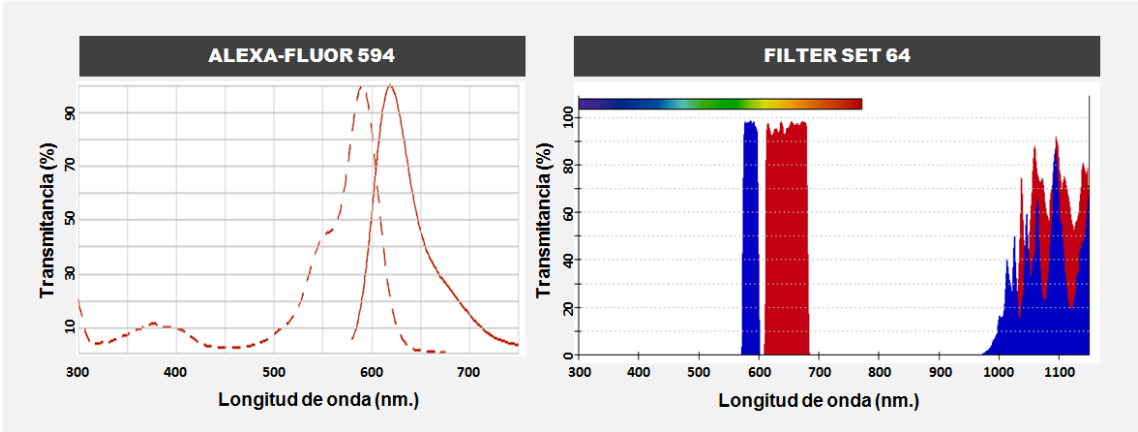 ALEXA-FLUOR 594
90
70
50
30
10
Transmitancia (%)
300 400 500 600 700
Longitud de onda (nm.)
FILTER SET 64
100
80
60
40
20
0
Transmitancia (%)
300 400 500 600 700 800 900 1000 1100
Longitud de onda (nm.)